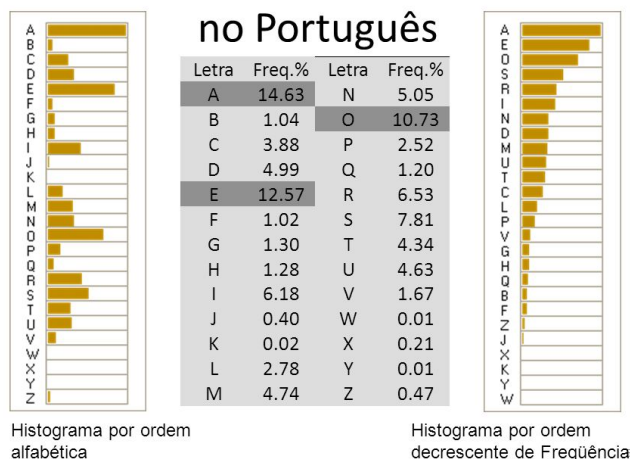 no Português
A
B
C
D
E
F
G
H
I
J
K
L
M
N
O
P
Q
R
S
T
U
V
W
X
Y
Z
Histograma por ordem
alfabética
Letra Freq.% Letra Freq.%
A 14.63 N 5.05
B 1.04 O 10.73
C 3.88 P 2.52
D 4.99 Q 1.20
E 12.57 R 6.53
F 1.02 S 7.81
G 1.30 T 4.34
H 1.28 U 4.63
I 6.18 V 1.67
J 0.40 W 0.01
K 0.02 X 0.21
L 2.78 Y 0.01
M 4.74 Z 0.47
A
E
O
S
R
I
N
D
M
U
T
C
L
P
V
G
H
Q
B
F
Z
J
X
K
Y
W
Histograma por ordem
decrescente de Freqüência